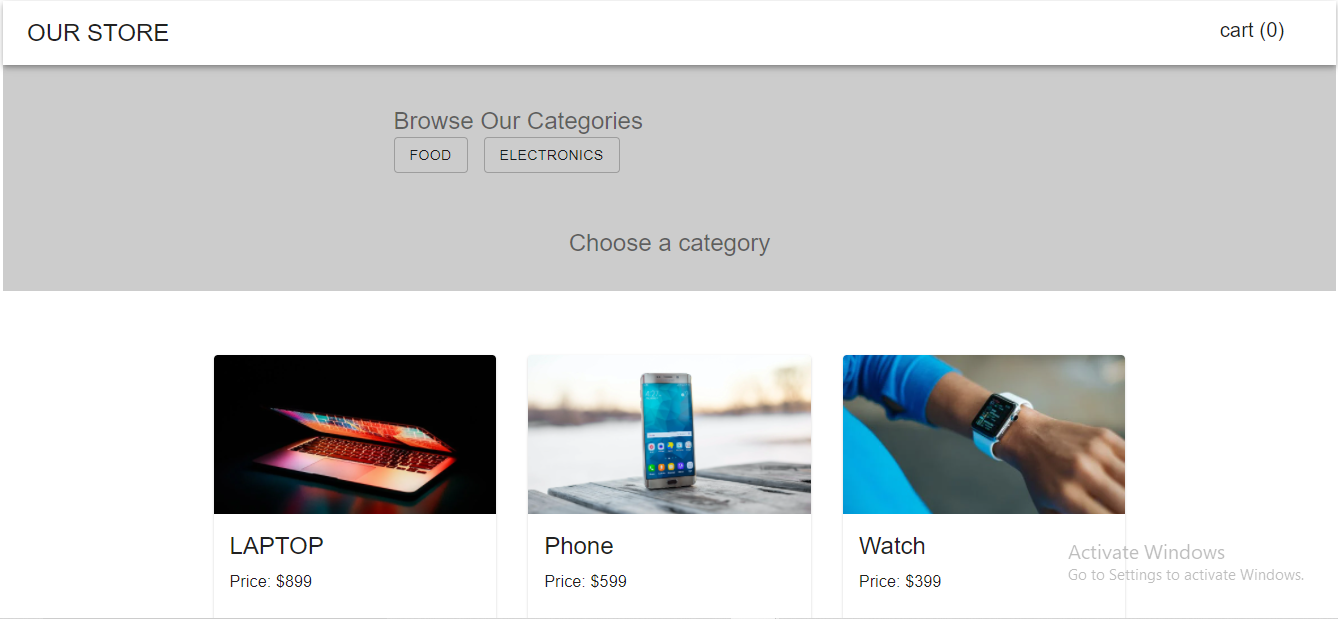 OUR STORE
cart (0)
Browse Our Categories
FOOD
ELECTRONICS
Choose a category
LAPTOP
Price: $899
Phone
Price: $599
Watch
Price: $399
Activate Windows
Go to Settings to activate Windows.